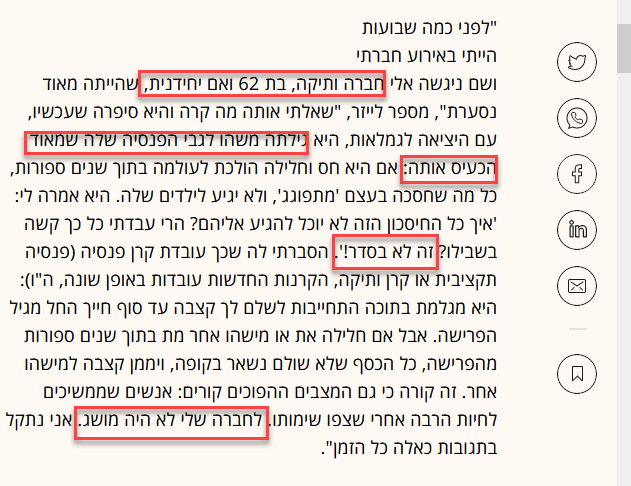 "לפני כמה שבועות
הייתי באירוע חברתי
ושם ניגשה אלי חברה ותיקה, בת 62 ואם יחידנית, שהייתה מאוד
נסערת", מספר לייזר, "שאלתי אותה מה קרה והיא סיפרה שעכשיו,
עם היציאה לגמלאות, היא גילתה משהו לגבי הפנסיה שלה שמאוד
הכעיס אותה: אם היא חס וחלילה הולכת לעולמה בתוך שנים ספורות,
כל מה שחסכה בעצם 'מתפוגג', ולא יגיע לילדים שלה. היא אמרה לי:
'איך כל החיסכון הזה לא יוכל להגיע אליהם? הרי עבדתי כל כך קשה
בשבילו? זה לא בסדר!'. הסברתי לה שכך עובדת קרן פנסיה (פנסיה
תקציבית או קרן ותיקה, הקרנות החדשות עובדות באופן שונה, ה"ו):
היא מגלמת בתוכה התחייבות לשלם לך קצבה עד סוף חייך החל מגיל
הפרישה. אבל אם חלילה את או מישהו אחר מת בתוך שנים ספורות
מהפרישה, כל הכסף שלא שולם נשאר בקופה, ויממן קצבה למישהו
אחר. זה קורה כי גם המצבים ההפוכים קורים: אנשים שממשיכים
לחיות הרבה אחרי שצפו שימותו. לחברה שלי לא היה מושג. אני נתקל
בתגובות כאלה כל הזמן".